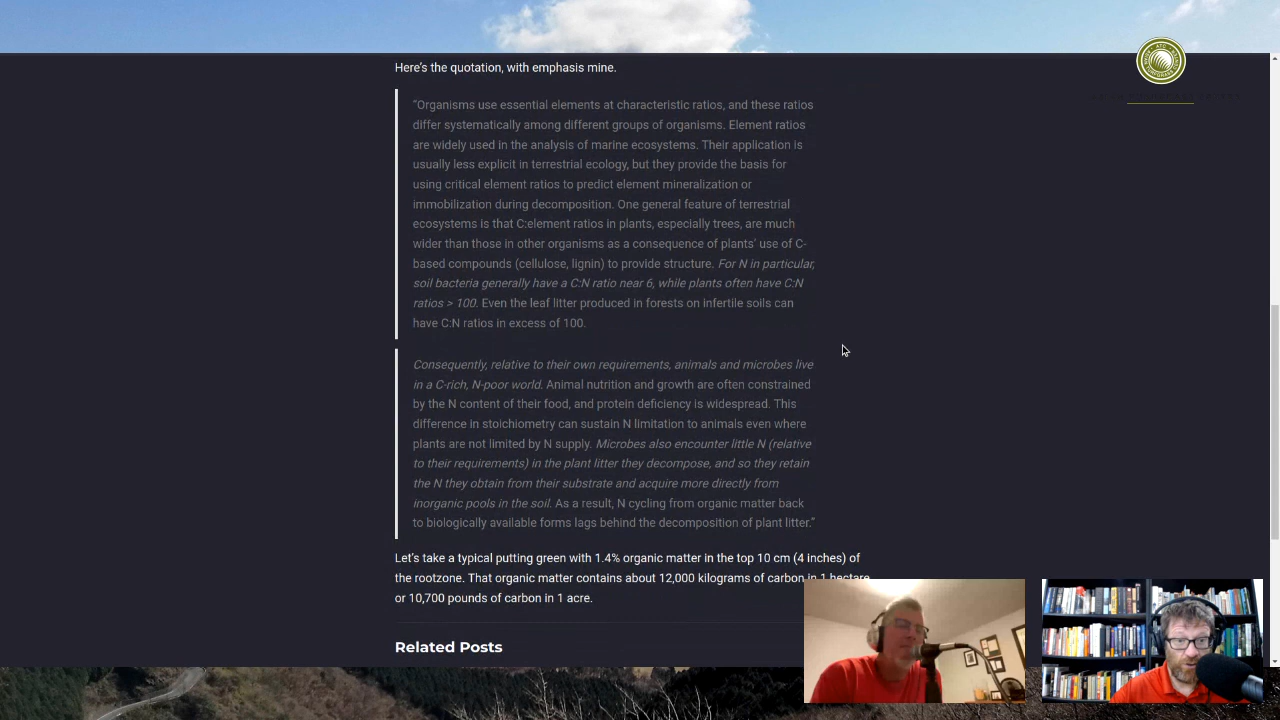 Here's the quotation, with emphasis mine.
“Organisms use essential elements at characteristic ratios, and these ratios
differ systematically among different groups of organisms. Element ratios
are widely used in the analysis of marine ecosystems. Their application is
usually less explicit in terrestrial ecology, but they provide the basis for
using critical element ratios to predict element mineralization or
immobilization during decomposition. One general feature of terrestrial
ecosystems is that C:element ratios in plants, especially trees, are much
wider than those in other organisms as a consequence of plants' use of C-
based compounds (cellulose, lignin) to provide structure. For N in particular,
soil bacteria generally have a C:N ratio near 6, while plants often have C:N
ratios > 100. Even the leaf litter produced in forests on infertile soils can
have C:N ratios in excess of 100.
Consequently, relative to their own requirements, animals and microbes live
in a C-rich, N-poor world. Animal nutrition and growth are often constrained
by the N content of their food, and protein deficiency is widespread. This
difference in stoichiometry can sustain N limitation to animals even where
plants are not limited by N supply. Microbes also encounter little N (relative
to their requirements) in the plant litter they decompose, and so they retain
the N they obtain from their substrate and acquire more directly from
inorganic pools in the soil. As a result, N cycling from organic matter back
to biologically available forms lags behind the decomposition of plant litter.”
Let's take a typical putting green with 1.4% organic matter in the top 10 cm (4 inches) of
the rootzone. That organic matter contains about 12,000 kilograms of carbon in 1 hectare
or 10,700 pounds of carbon in 1 acre.
Related Posts